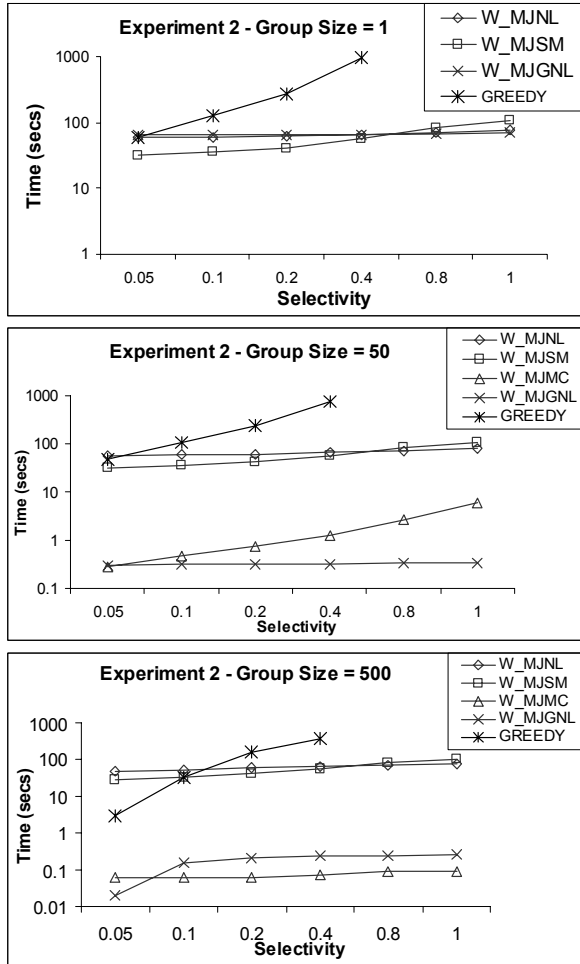 Experiment 2 - Group Size = 1
W_MJNL
W_MJSM
W_MJGNL
GREEDY
Time (secs)
1000
100
10
1
0.05 0.1 0.2 0.4 0.8 1
Selectivity
Experiment 2 - Group Size = 50
W_MJNL
W_MJSM
W_MJMC
W_MJGNL
GREEDY
Time (secs)
1000
100
10
1
0.1
0.05 0.1 0.2 0.4 0.8 1
Selectivity
Experiment 2 - Group Size = 500
W_MJNL
W_MJSM
W_MJMC
W_MJGNL
GREEDY
Time (secs)
1000
100
10
1
0.1
0.01
0.05 0.1 0.2 0.4 0.8 1
Selectivity